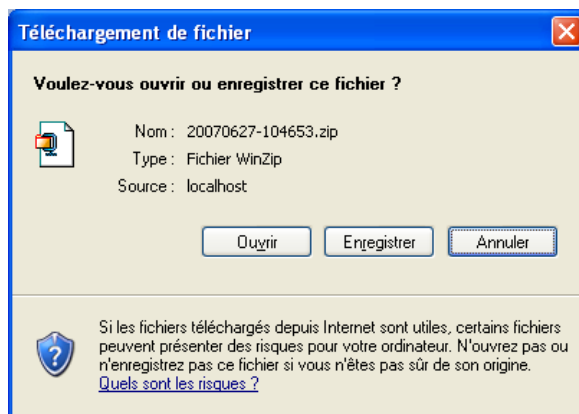 Téléchargement de fichier
Voulez-vous ouvrir ou enregistrer ce fichier ?
Nom : 20070627-104653.zip
Type : Fichier WinZip
Source : localhost
Ouvrir Enregistrer Annuler
Si les fichiers téléchargés depuis Internet sont utiles, certains fichiers
peuvent présenter des risques pour votre ordinateur. N'ouvrez pas ou
n'enregistrez pas ce fichier si vous n'êtes pas sûr de son origine.
Quels sont les risques ?